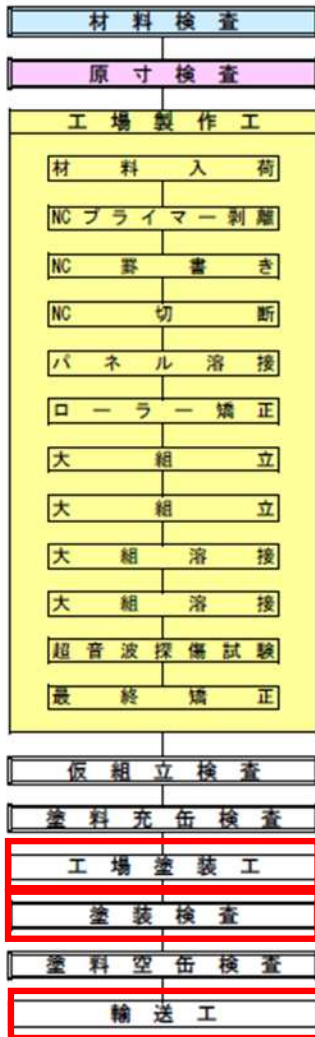 材料検査
原寸検査
工場製作工
材料入荷
NCプライマー剥離
NC罫書き
NC切断
パネル溶接
ローラー矯正
大組立
大組立
大組溶接
大組溶接
超音波探傷試験
最終矯正
仮組立検査
塗料充缶検査
工場塗装工
塗装検査
塗料空缶検査
輸送工